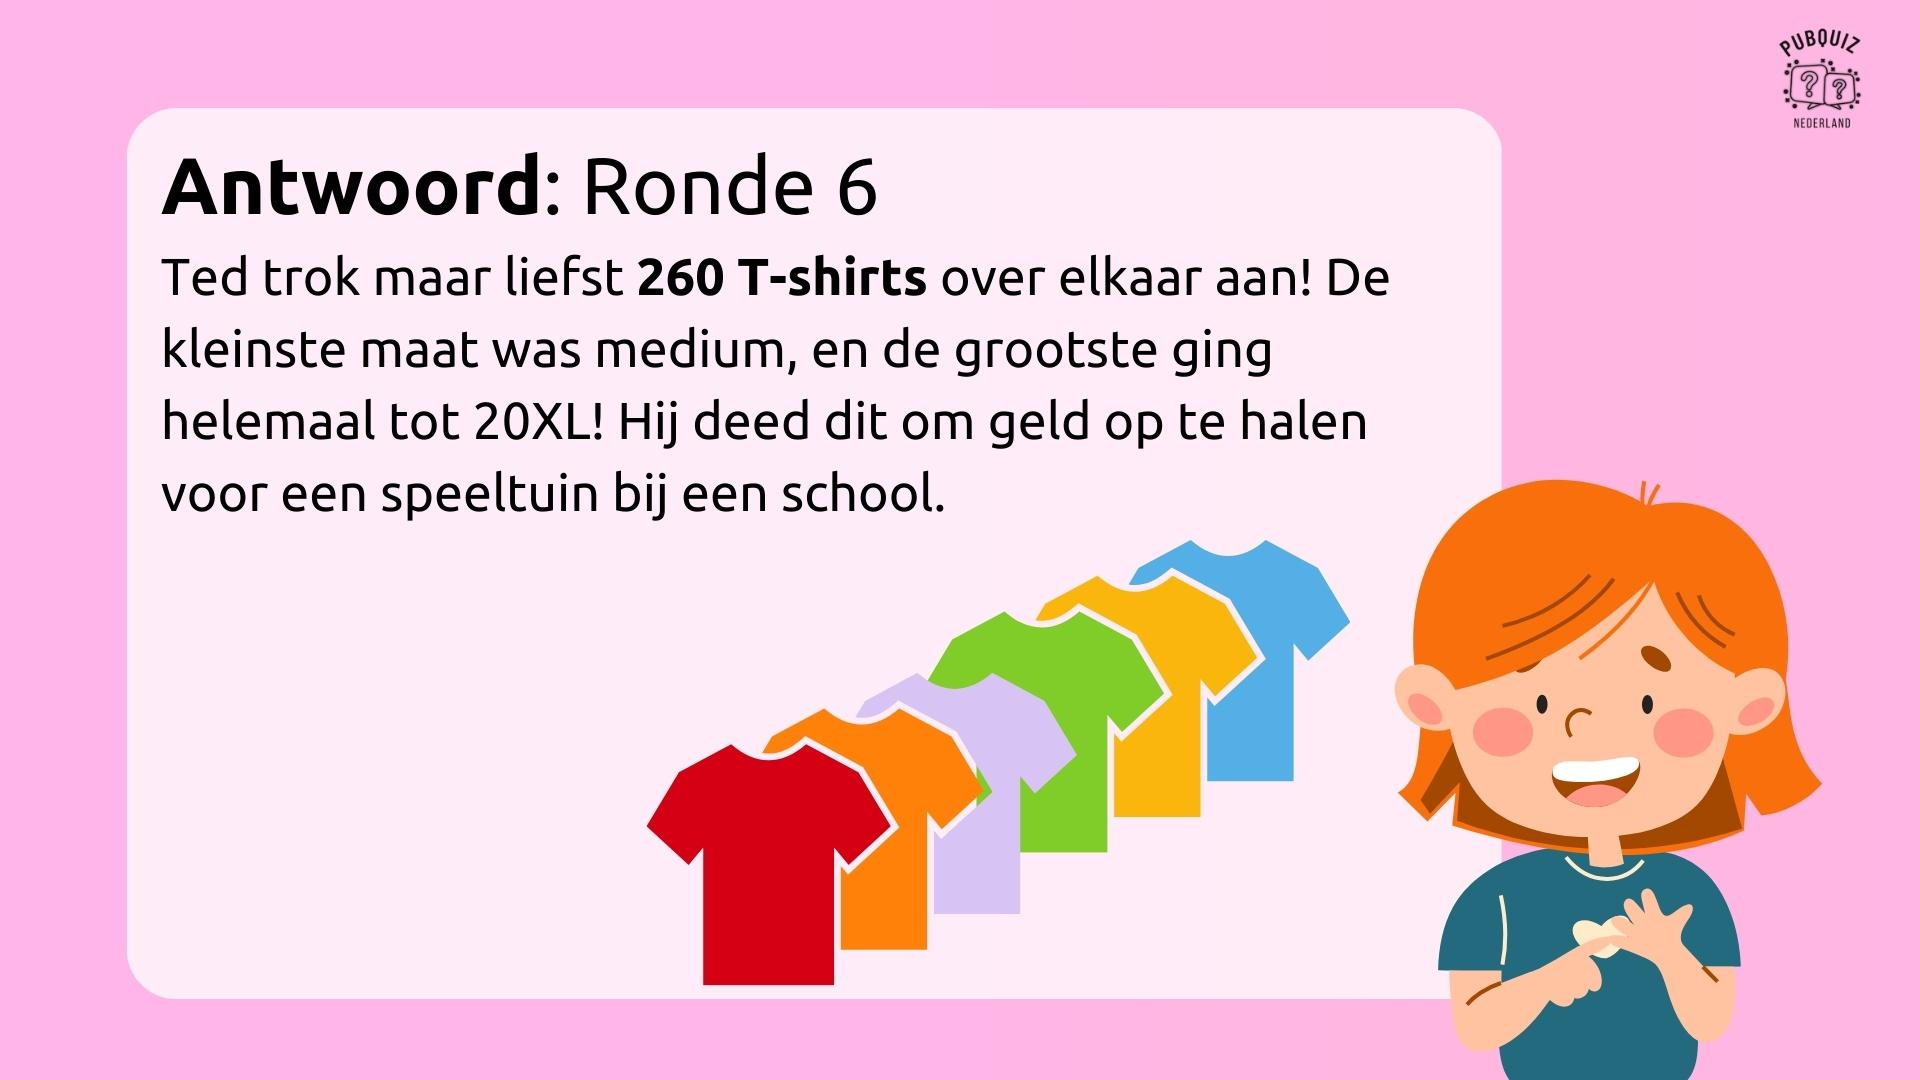 PUBQUIZ
? ?
NEDERLAND
Antwoord: Ronde 6
Ted trok maar liefst 260 T-shirts over elkaar aan! De
kleinste maat was medium, en de grootste ging
helemaal tot 20XL! Hij deed dit om geld op te halen
voor een speeltuin bij een school.